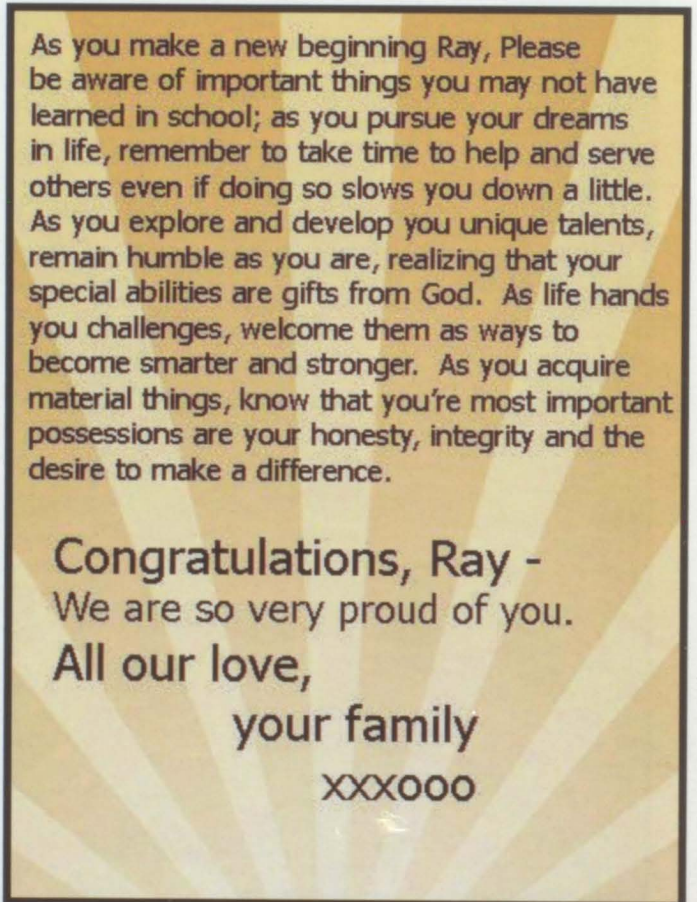 As you make a new beginning Ray, Please
be aware of important things you may not have
learned in school; as you pursue your dreams
in life, remember to take time to help and serve
others even if doing so slows you down a little.
As you explore and develop you unique talents,
remain humble as you are, realizing that your
special abilities are gifts from God.  As life hands
you challenges, welcome them as ways to
become smarter and stronger.  As you acquire
material things, know that you're most important
possessions are your honesty, integrity and the
desire to make a difference.
Congratulations, Ray -
We are so very proud of you.
All our love,
your family
xxxooo